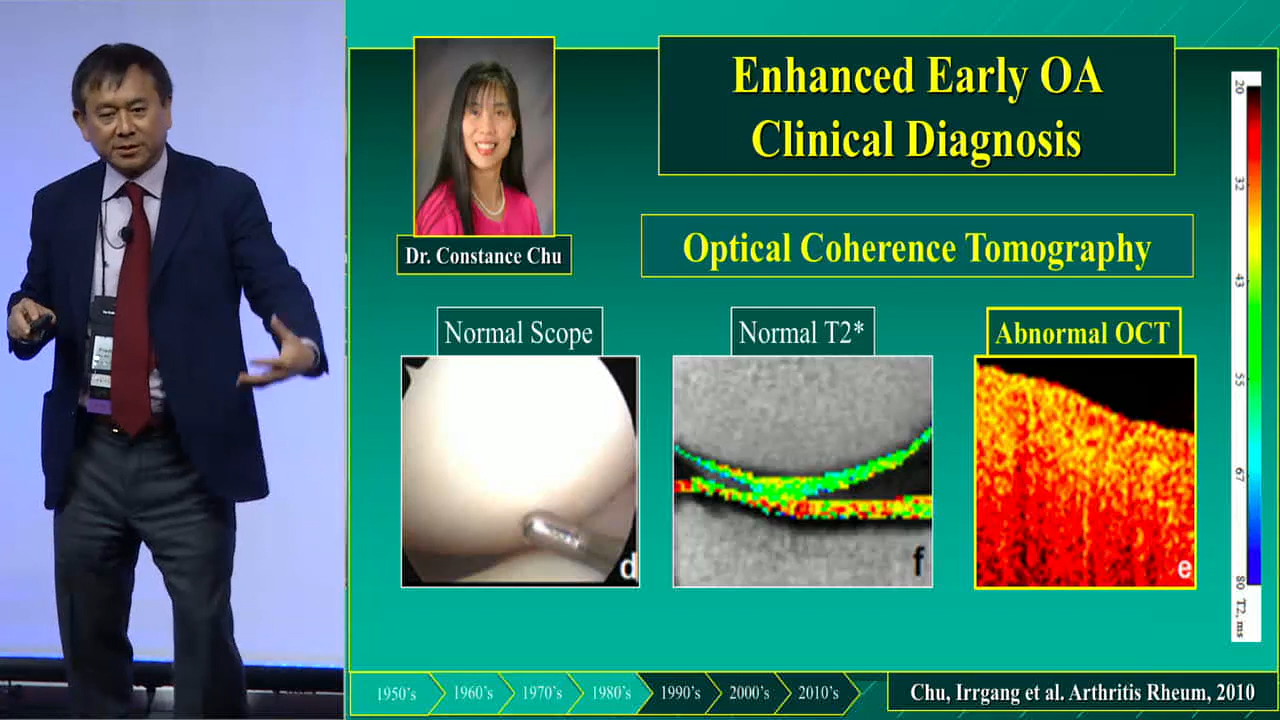 Enhanced Early OA
Clinical Diagnosis
Dr. Constance Chu
Optical Coherence Tomography
Normal Scope
Normal T2*
Abnormal OCT
d
f
e
20
32
43
55
67
80
T2, ms
1950's
1960's
1970's
1980's
1990's
2000's
2010's
Chu, Irrgang et al. Arthritis Rheum, 2010